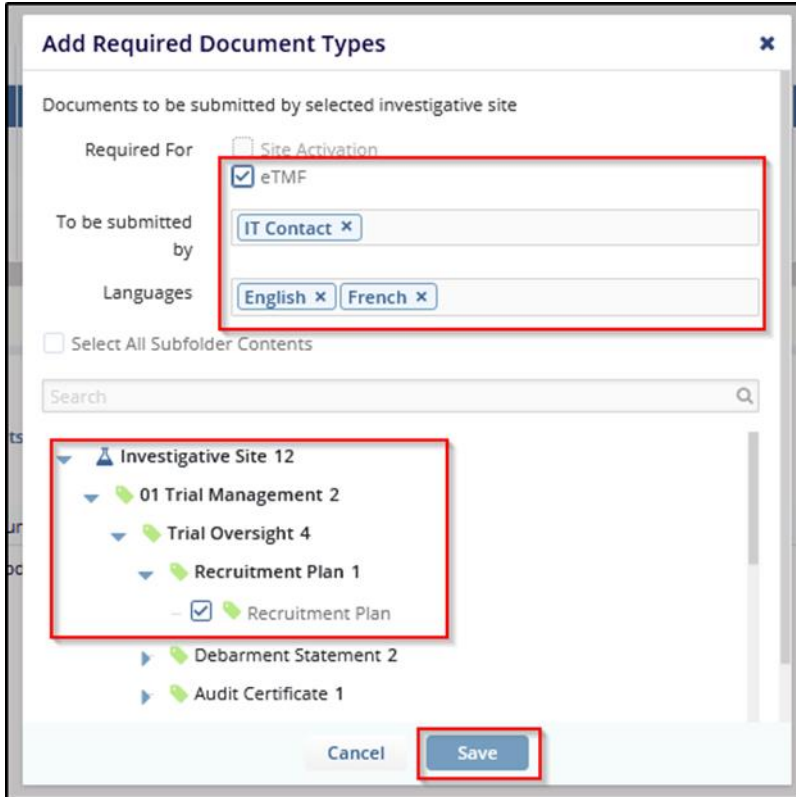 Add Required Document Types ×
Documents to be submitted by selected investigative site
Required For Site Activation
eTMF
To be submitted by IT Contact ×
Languages English × French ×
Select All Subfolder Contents
Search
Investigative Site 12
01 Trial Management 2
Trial Oversight 4
Recruitment Plan 1
Recruitment Plan
Debarment Statement 2
Audit Certificate 1
Cancel Save